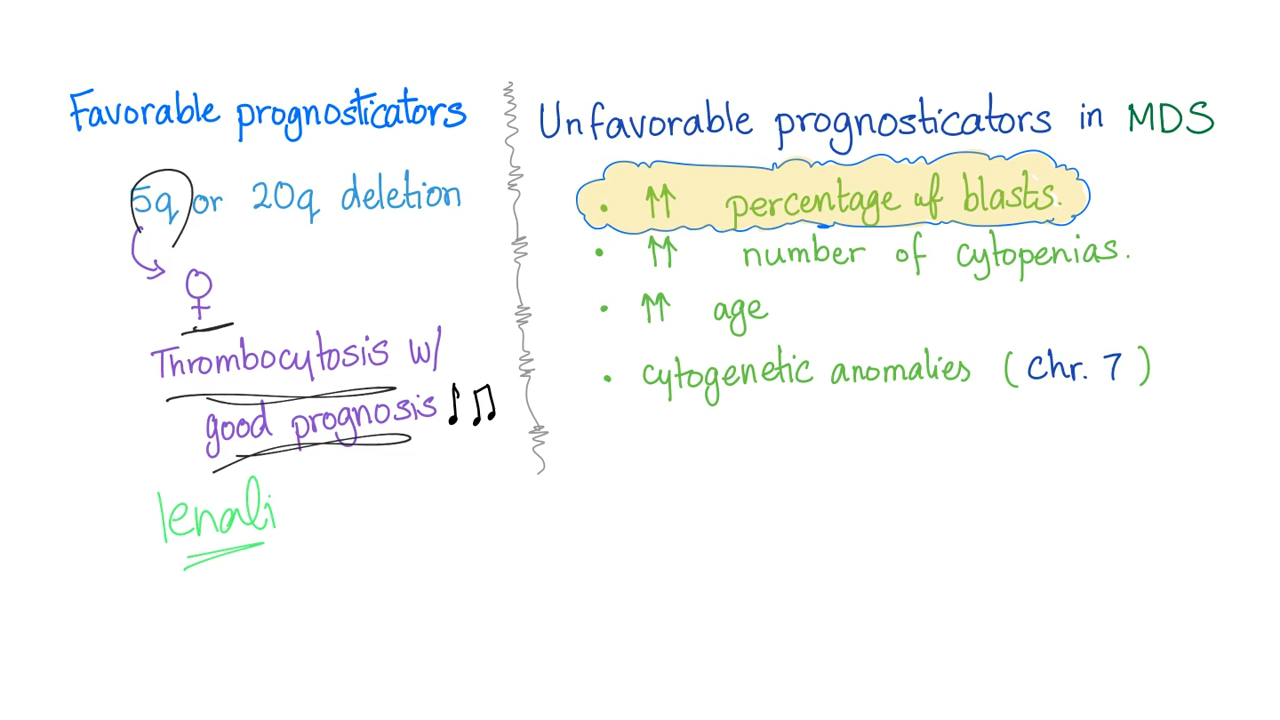 Favorable prognosticators
5q or 20q deletion
♀
Thrombocytosis w/
good prognosis ♪♫
lenali
Unfavorable prognosticators in MDS
• ↑↑ percentage of blasts.
• ↑↑ number of cytopenias.
• ↑↑ age
• cytogenetic anomalies (Chr. 7)